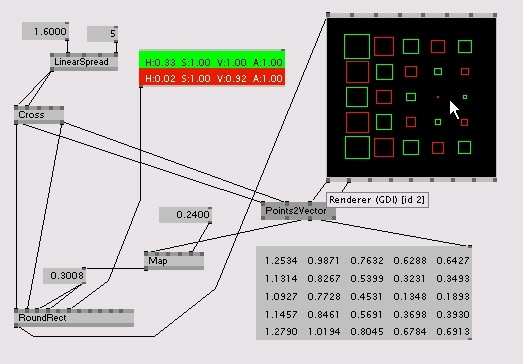 1.6000
5
LinearSpread
H:0.33 S:1.00 V:1.00 A:1.00
H:0.02 S:1.00 V:0.92 A:1.00
Cross
Renderer (GDI) [id 2]
Points2Vector
0.2400
Map
0.3008
1.2534 0.9871 0.7632 0.6288 0.6427
1.1314 0.8267 0.5399 0.3231 0.3493
1.0927 0.7728 0.4531 0.1348 0.1893
1.1457 0.8461 0.5691 0.3698 0.3930
1.2790 1.0194 0.8045 0.6784 0.6913
RoundRect